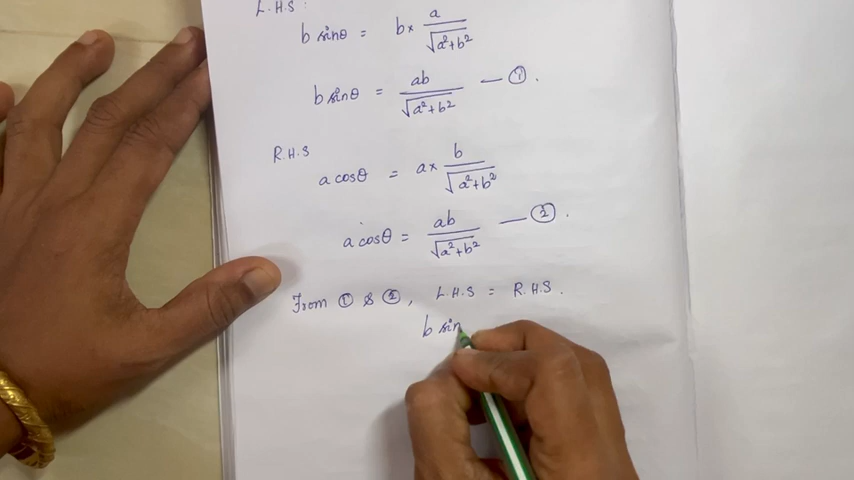 L.H.S :
b sinθ = b × a/√(a²+b²)
b sinθ = ab/√(a²+b²) — ①.
R.H.S
a cosθ = a × b/√(a²+b²)
a cosθ = ab/√(a²+b²) — ②.
From ① & ②, L.H.S = R.H.S.
b sin